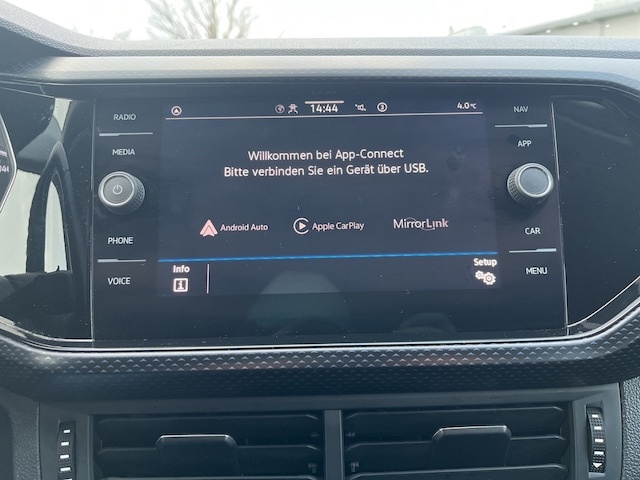 RADIO
MEDIA
PHONE
VOICE
14:44
3
4.0°C
Willkommen bei App-Connect
Bitte verbinden Sie ein Gerät über USB.
Android Auto
Apple CarPlay
MirrorLink
Info
Setup
NAV
APP
CAR
MENU